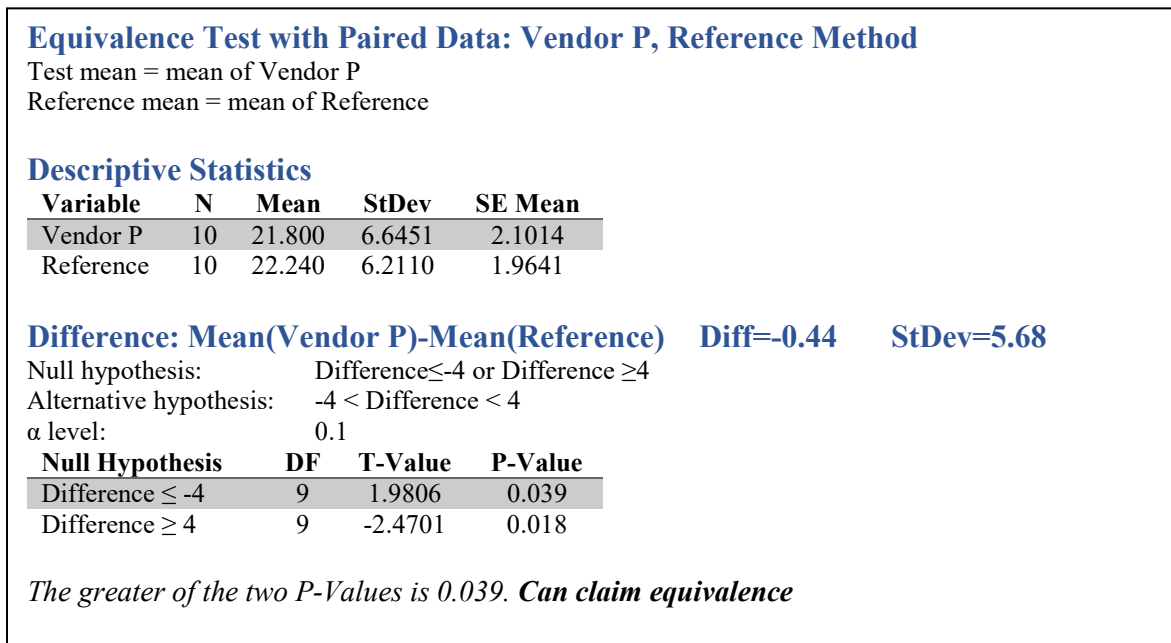 Equivalence Test with Paired Data: Vendor P, Reference Method
Test mean = mean of Vendor P
Reference mean = mean of Reference
Descriptive Statistics
Variable N Mean StDev SE Mean
Vendor P 10 21.800 6.6451 2.1014
Reference 10 22.240 6.2110 1.9641
Difference: Mean(Vendor P)-Mean(Reference) Diff=-0.44 StDev=5.68
Null hypothesis: Difference≤-4 or Difference ≥4
Alternative hypothesis: -4 < Difference < 4
α level: 0.1
Null Hypothesis DF T-Value P-Value
Difference ≤ -4 9 1.9806 0.039
Difference ≥ 4 9 -2.4701 0.018
The greater of the two P-Values is 0.039. Can claim equivalence